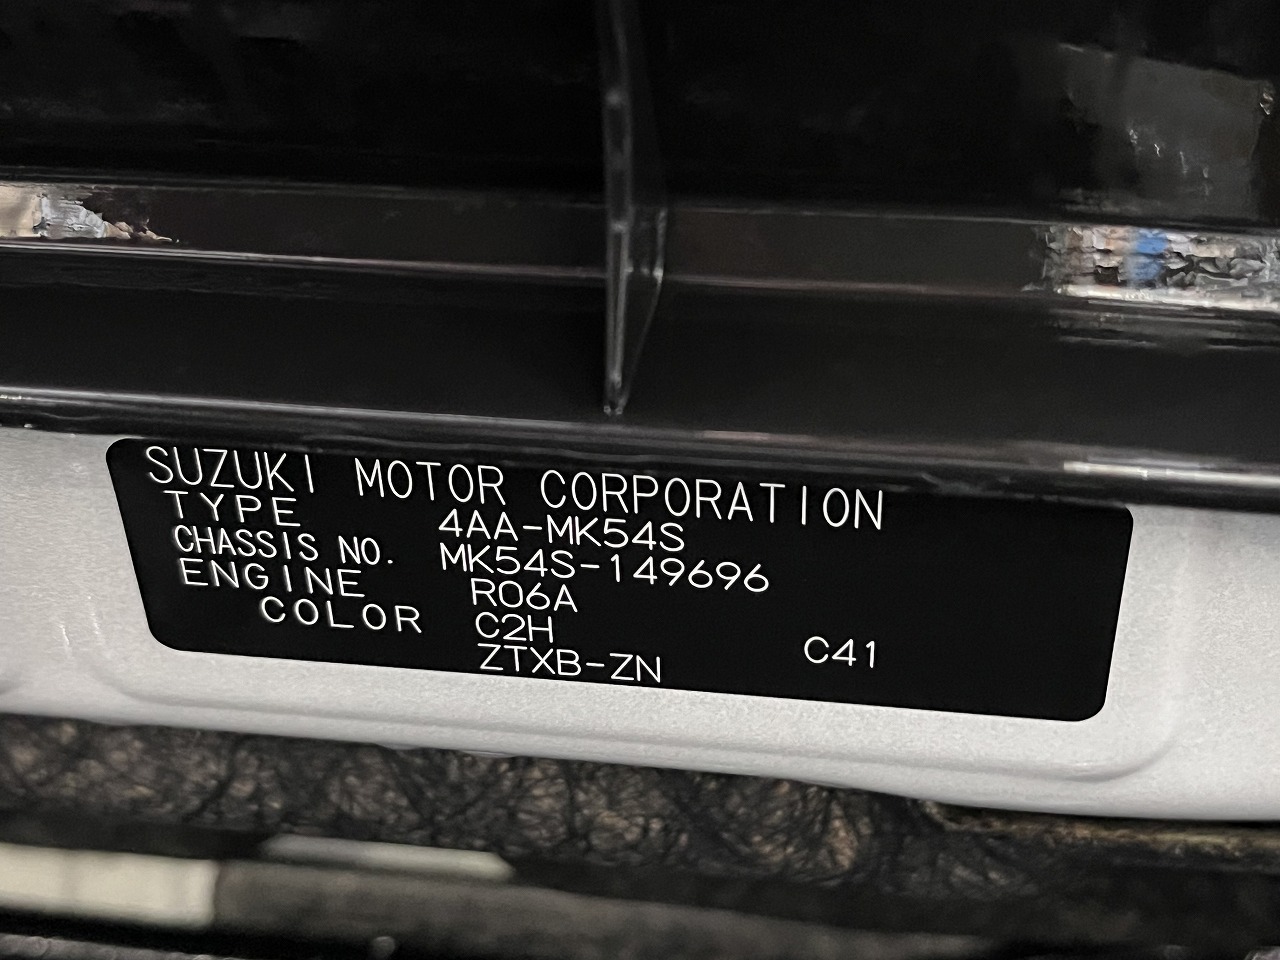 SUZUKI MOTOR CORPORATION
TYPE 4AA-MK54S
CHASSIS NO. MK54S-149696
ENGINE R06A
COLOR C2H C41
ZTXB-ZN